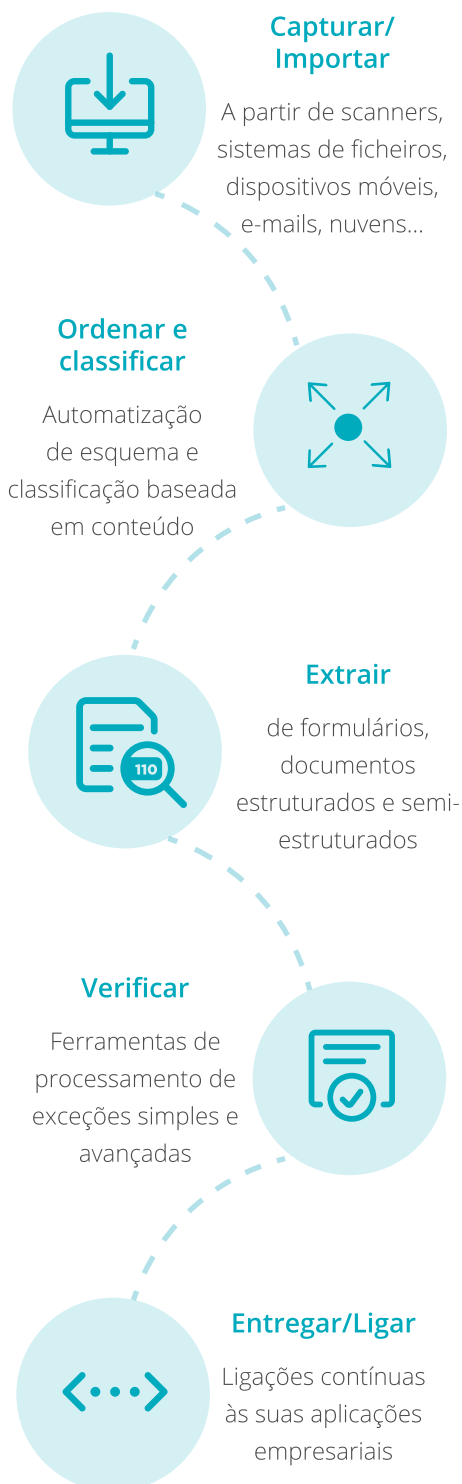 Capturar/
Importar
A partir de scanners,
sistemas de ficheiros,
dispositivos móveis,
e-mails, nuvens...
Ordenar e
classificar
Automatização
de esquema e
classificação baseada
em conteúdo
Extrair
de formulários,
documentos
estruturados e semi-
estruturados
110
Verificar
Ferramentas de
processamento de
exceções simples e
avançadas
Entregar/Ligar
Ligações contínuas
às suas aplicações
empresariais